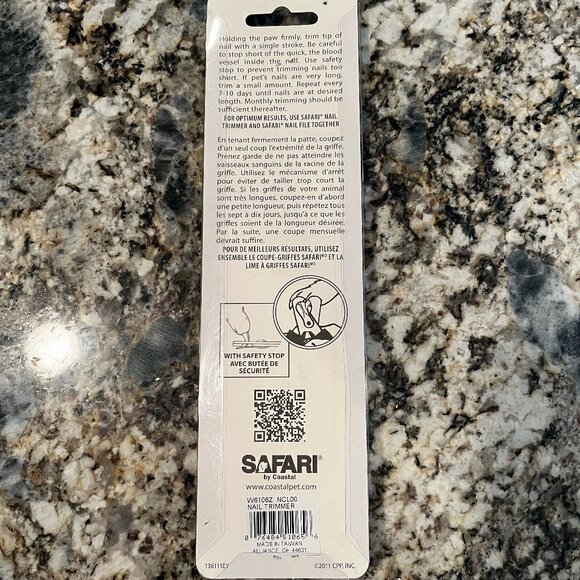 Holding the paw firmly, trim tip of
nail with a single stroke. Be careful
to stop short of the quick, the blood
vessel inside the nail. Use safety
stop to prevent trimming nails too
short. If pet's nails are very long,
trim a small amount. Repeat every
7-10 days until nails are at desired
length. Monthly trimming should be
sufficient thereafter.
FOR OPTIMUM RESULTS, USE SAFARI® NAIL
TRIMMER AND SAFARI® NAIL FILE TOGETHER
En tenant fermement la patte, coupez
d'un seul coup l'extrémité de la griffe.
Prenez garde de ne pas atteindre les
vaisseaux sanguins de la racine de la
griffe. Utilisez le mécanisme d'arrêt
pour éviter de tailler trop court la
griffe. Si les griffes de votre animal
sont très longues, coupez-en d'abord
une petite longueur, puis répétez tous
les sept à dix jours, jusqu'à ce que les
griffes soient de la longueur désirée.
Par la suite, une coupe mensuelle
devrait suffire.
POUR DE MEILLEURS RÉSULTATS, UTILISEZ
ENSEMBLE LE COUPE-GRIFFES SAFARI MD ET LA
LIME À GRIFFES SAFARI MD
WITH SAFETY STOP
AVEC BUTÉE DE
SÉCURITÉ
SAFARI®
by Coastal
www.coastalpet.com
W6106Z NCL00
NAIL TRIMMER
0 76484 51065 6
MADE IN TAIWAN
ALLIANCE, OH 44601
136111EY
©2011 CPP, INC.